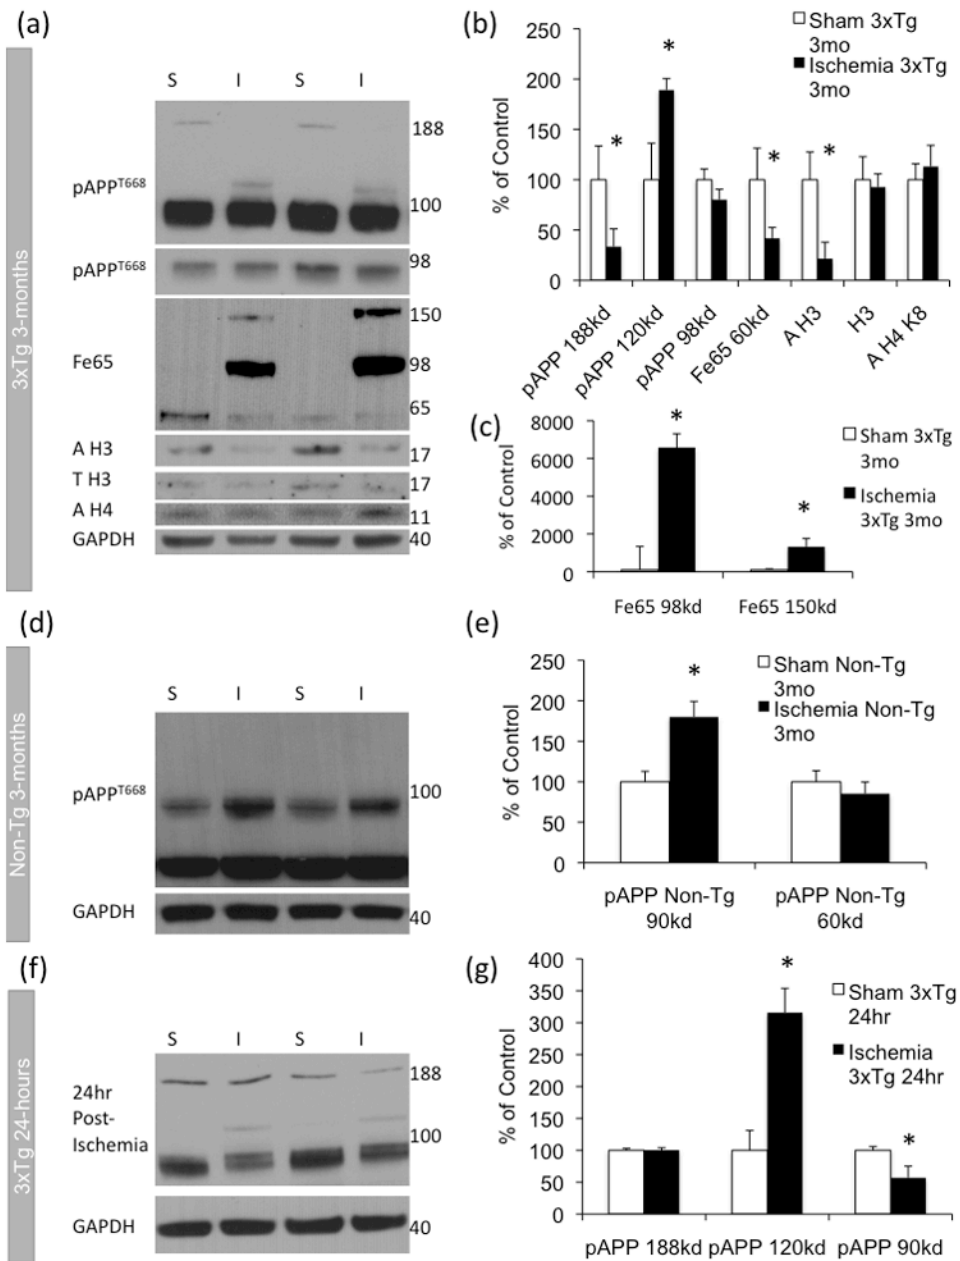 (a)
3xTg 3-months
S I S I
188
pAPPT668
100
pAPPT668
98
150
Fe65
98
65
A H3
17
T H3
17
A H4
11
GAPDH
40
(b)
% of Control
250
200
150
100
50
0
Sham 3xTg
3mo
Ischemia 3xTg
3mo
*
*
*
*
pAPP 188kd
pAPP 120kd
pAPP 98kd
Fe65 60kd
A H3
H3
A H4 K8
(c)
% of Control
8000
6000
4000
2000
0
*
*
Sham 3xTg
3mo
Ischemia
3xTg 3mo
Fe65 98kd Fe65 150kd
(d)
Non-Tg 3-months
S I S I
pAPPT668
100
GAPDH
40
(e)
% of Control
250
200
150
100
50
0
*
Sham Non-Tg
3mo
Ischemia Non-Tg
3mo
pAPP Non-Tg
90kd
pAPP Non-Tg
60kd
(f)
3xTg 24-hours
S I S I
188
24hr
Post-
Ischemia
100
GAPDH
40
(g)
% of Control
400
350
300
250
200
150
100
50
0
*
*
Sham 3xTg
24hr
Ischemia
3xTg 24hr
pAPP 188kd pAPP 120kd pAPP 90kd